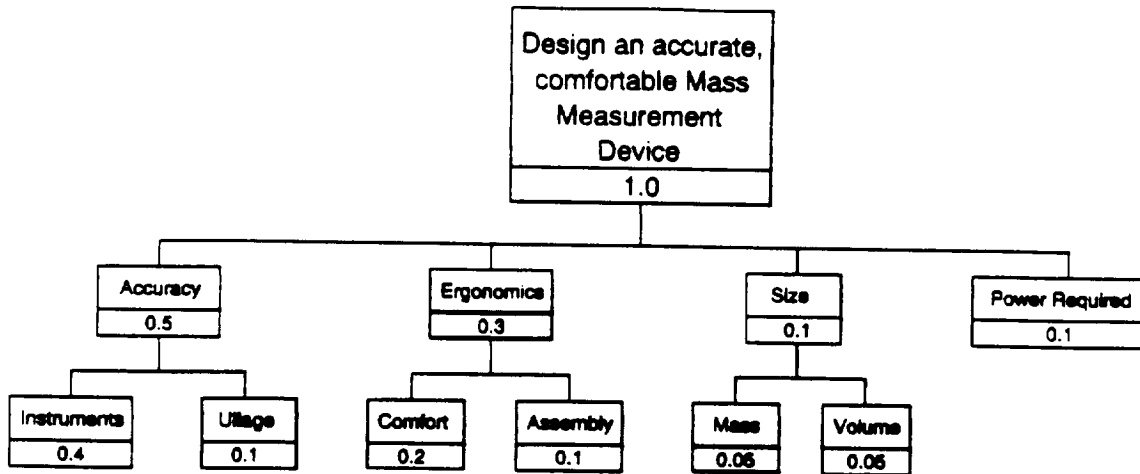 Design an accurate,
comfortable Mass
Measurement
Device
1.0
Accuracy
0.5
Ergonomics
0.3
Size
0.1
Power Required
0.1
Instruments
0.4
Ullage
0.1
Comfort
0.2
Assembly
0.1
Mass
0.05
Volume
0.05